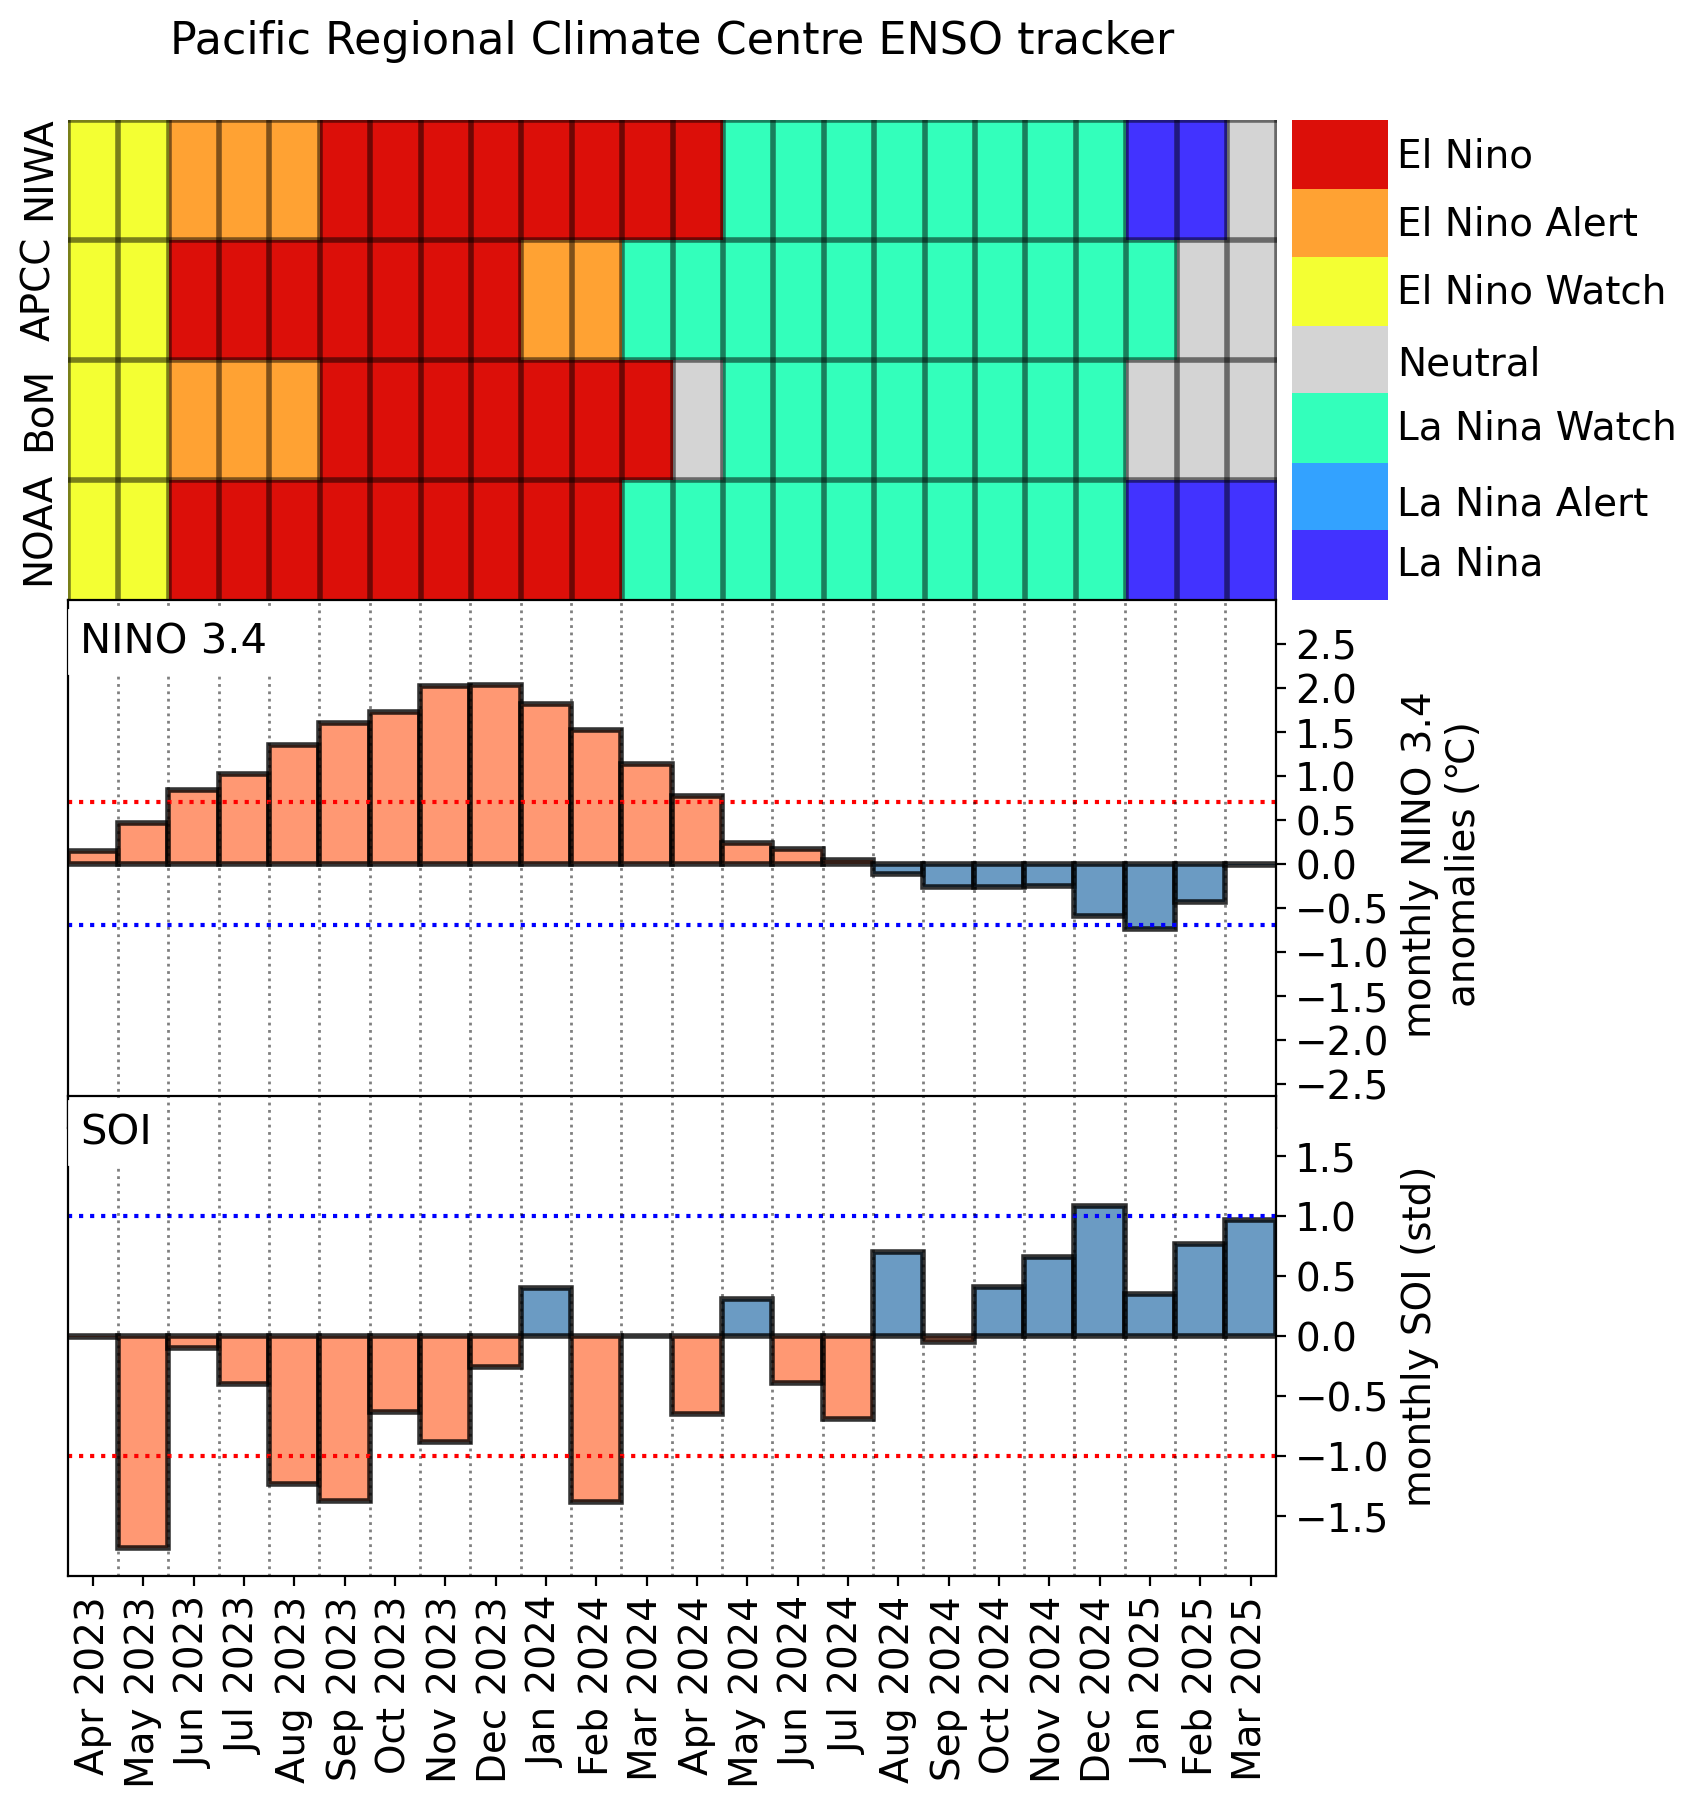 Pacific Regional Climate Centre ENSO tracker
NIWA
APCC
BoM
NOAA
El Nino
El Nino Alert
El Nino Watch
Neutral
La Nina Watch
La Nina Alert
La Nina
NINO 3.4
2.5
2.0
1.5
1.0
0.5
0.0
−0.5
−1.0
−1.5
−2.0
−2.5
monthly NINO 3.4
anomalies (℃)
SOI
1.5
1.0
0.5
0.0
−0.5
−1.0
−1.5
monthly SOI (std)
Apr 2023
May 2023
Jun 2023
Jul 2023
Aug 2023
Sep 2023
Oct 2023
Nov 2023
Dec 2023
Jan 2024
Feb 2024
Mar 2024
Apr 2024
May 2024
Jun 2024
Jul 2024
Aug 2024
Sep 2024
Oct 2024
Nov 2024
Dec 2024
Jan 2025
Feb 2025
Mar 2025